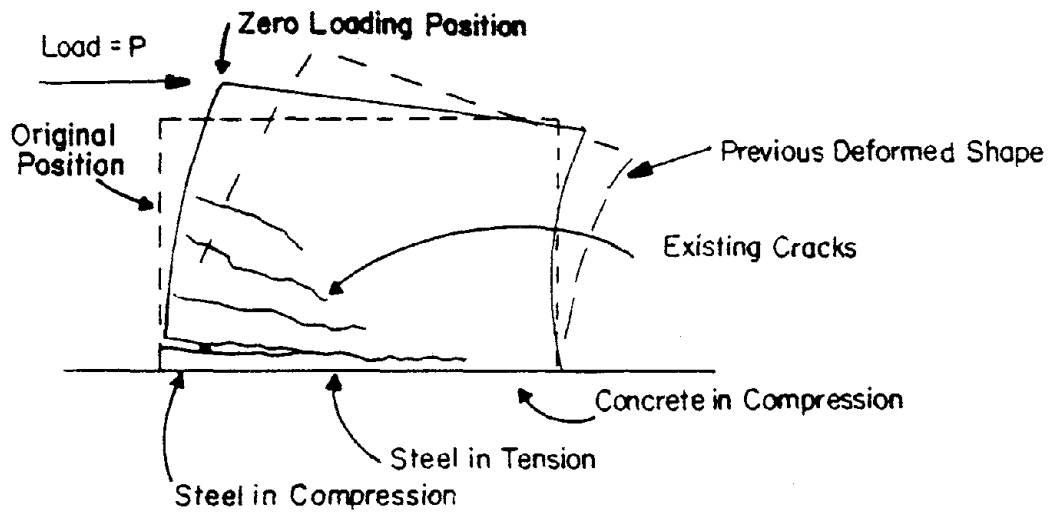 Zero Loading Position
Load = P
Original
Position
Previous Deformed Shape
Existing Cracks
Concrete in Compression
Steel in Tension
Steel in Compression